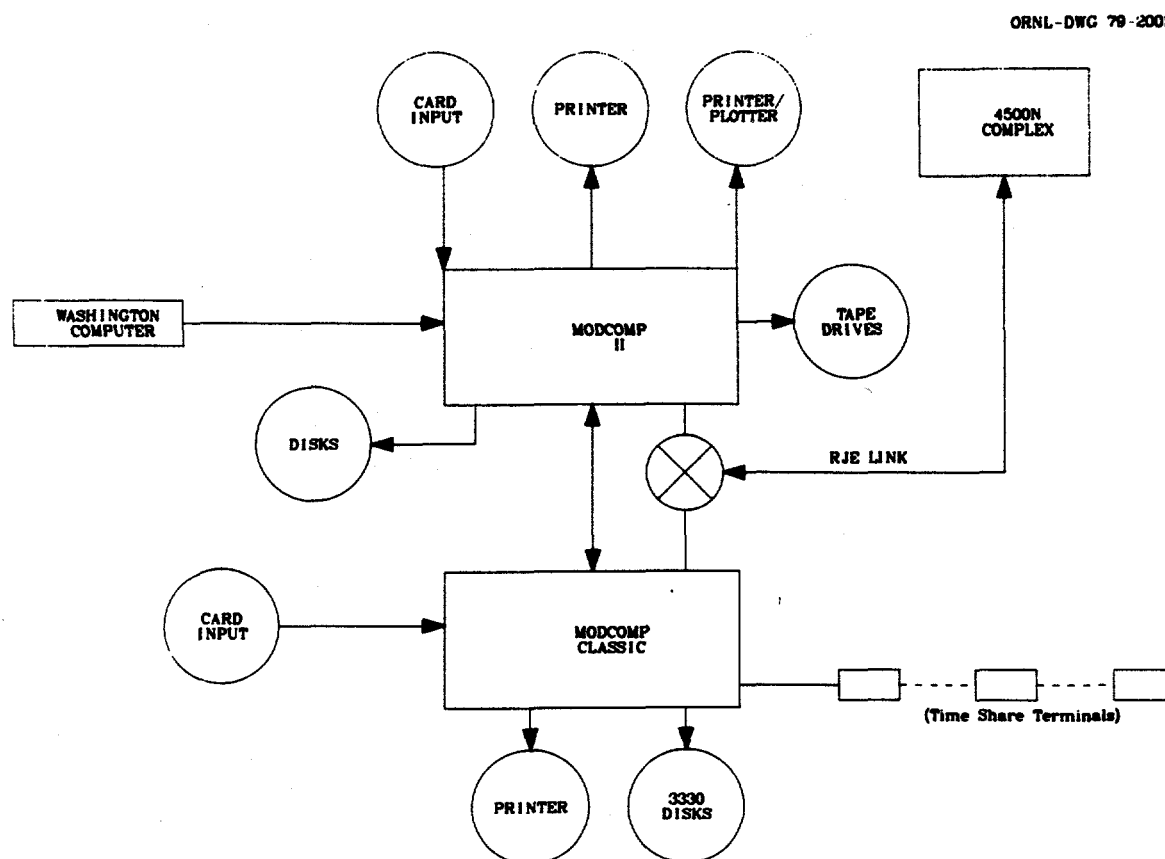 ORNL-DWG 79-200
CARD
INPUT
PRINTER
PRINTER/
PLOTTER
4500N
COMPLEX
WASHINGTON
COMPUTER
MODCOMP
II
TAPE
DRIVES
DISKS
RJE LINK
CARD
INPUT
MODCOMP
CLASSIC
(Time Share Terminals)
PRINTER
3330
DISKS